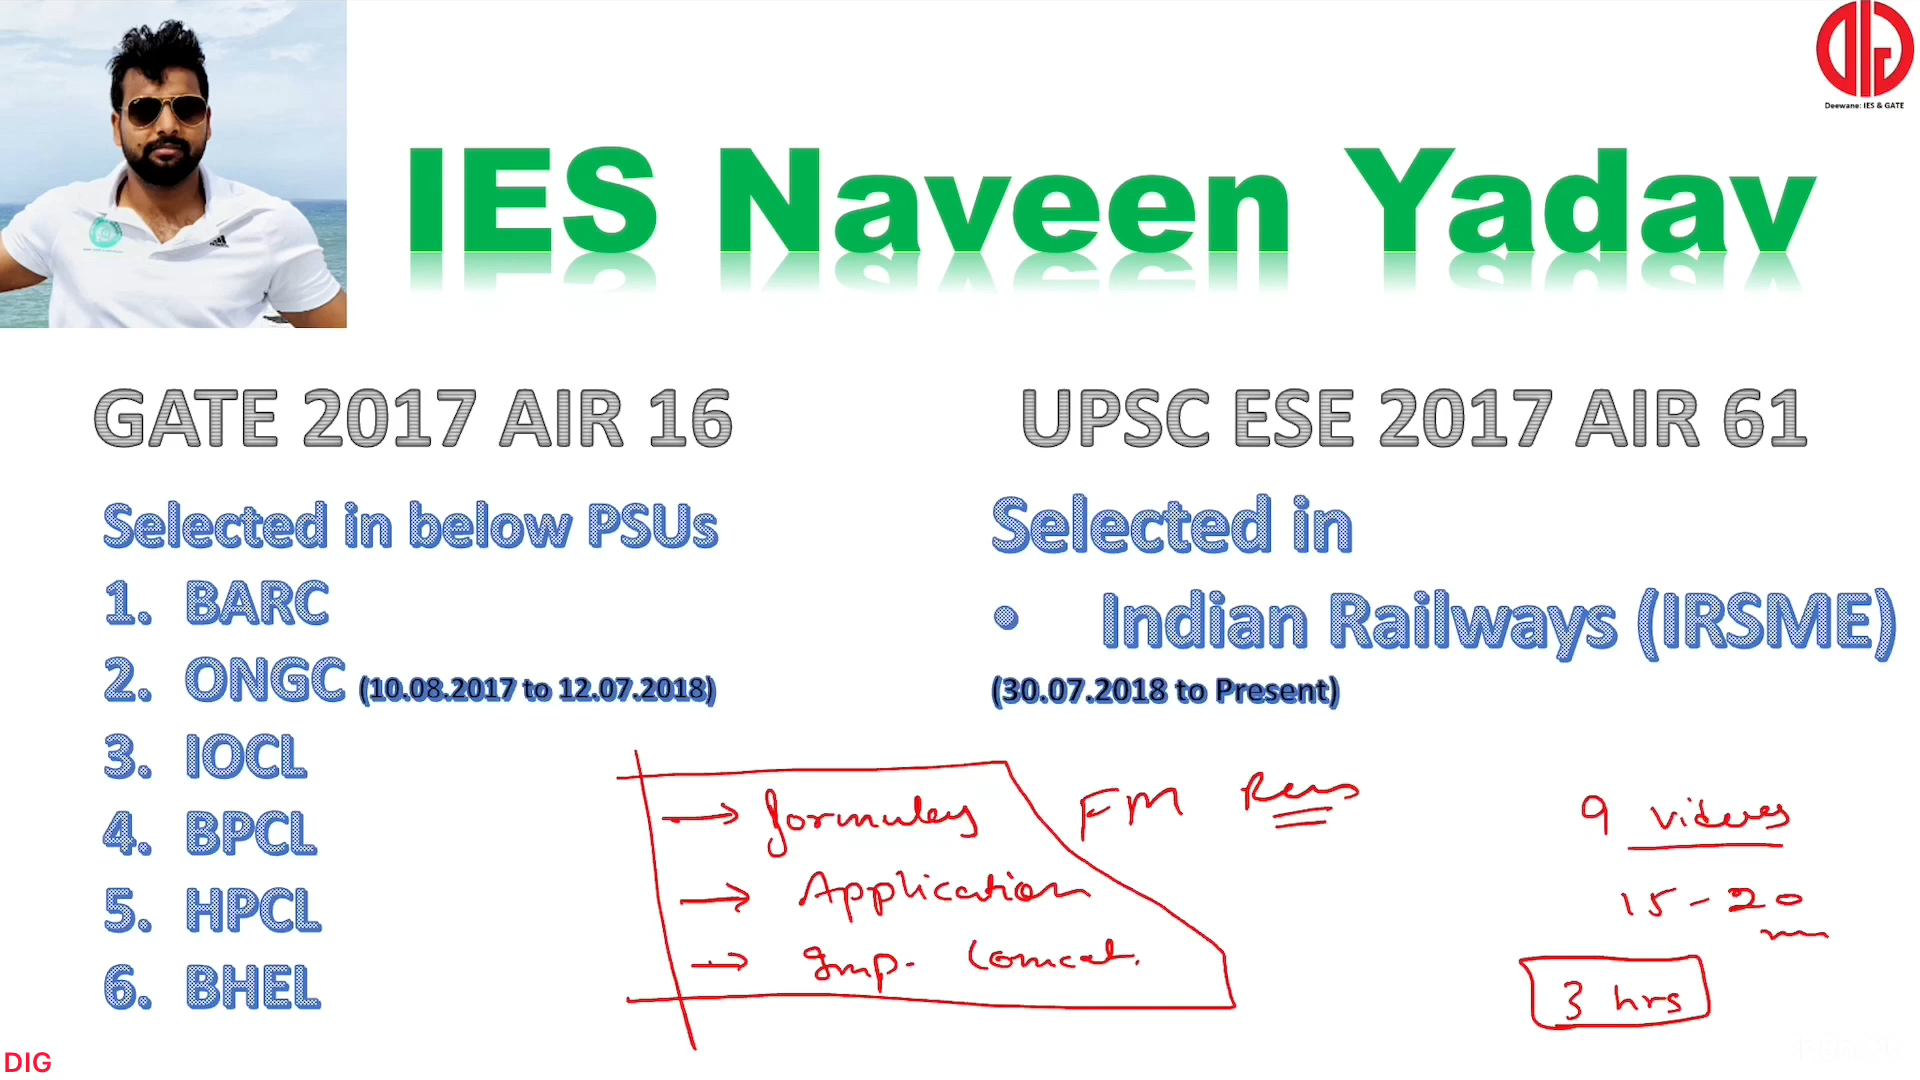 Deewane: IES & GATE
IES Naveen Yadav
GATE 2017 AIR 16
Selected in below PSUs
1. BARC
2. ONGC (10.08.2017 to 12.07.2018)
3. IOCL
4. BPCL
5. HPCL
6. BHEL
UPSC ESE 2017 AIR 61
Selected in
• Indian Railways (IRSME)
(30.07.2018 to Present)
→ formulas
→ Application
→ Imp.
FM
9 videos
15-20
3 hrs
DIG